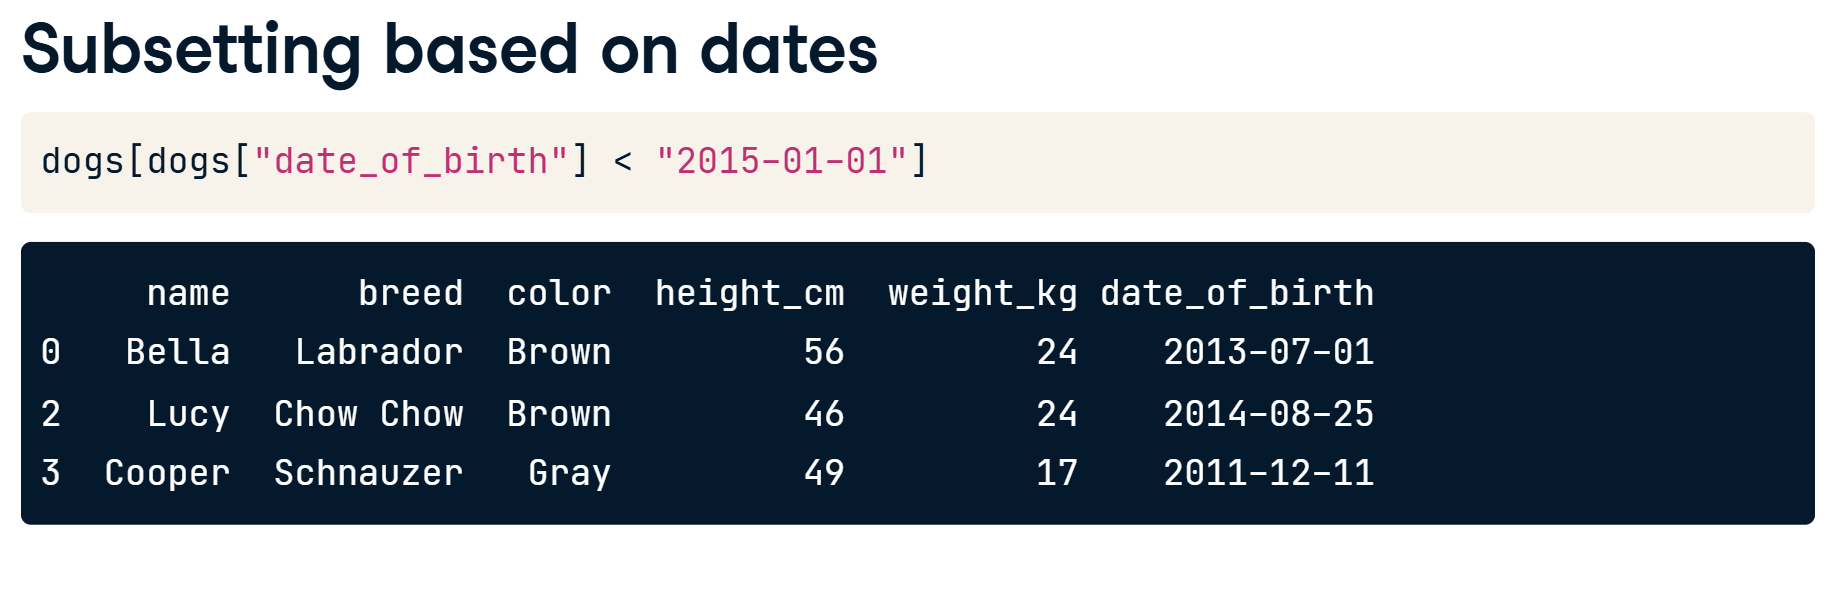 Subsetting based on dates
dogs[dogs["date_of_birth"] < "2015-01-01"]
name breed color height_cm weight_kg date_of_birth
0 Bella Labrador Brown 56 24 2013-07-01
2 Lucy Chow Chow Brown 46 24 2014-08-25
3 Cooper Schnauzer Gray 49 17 2011-12-11